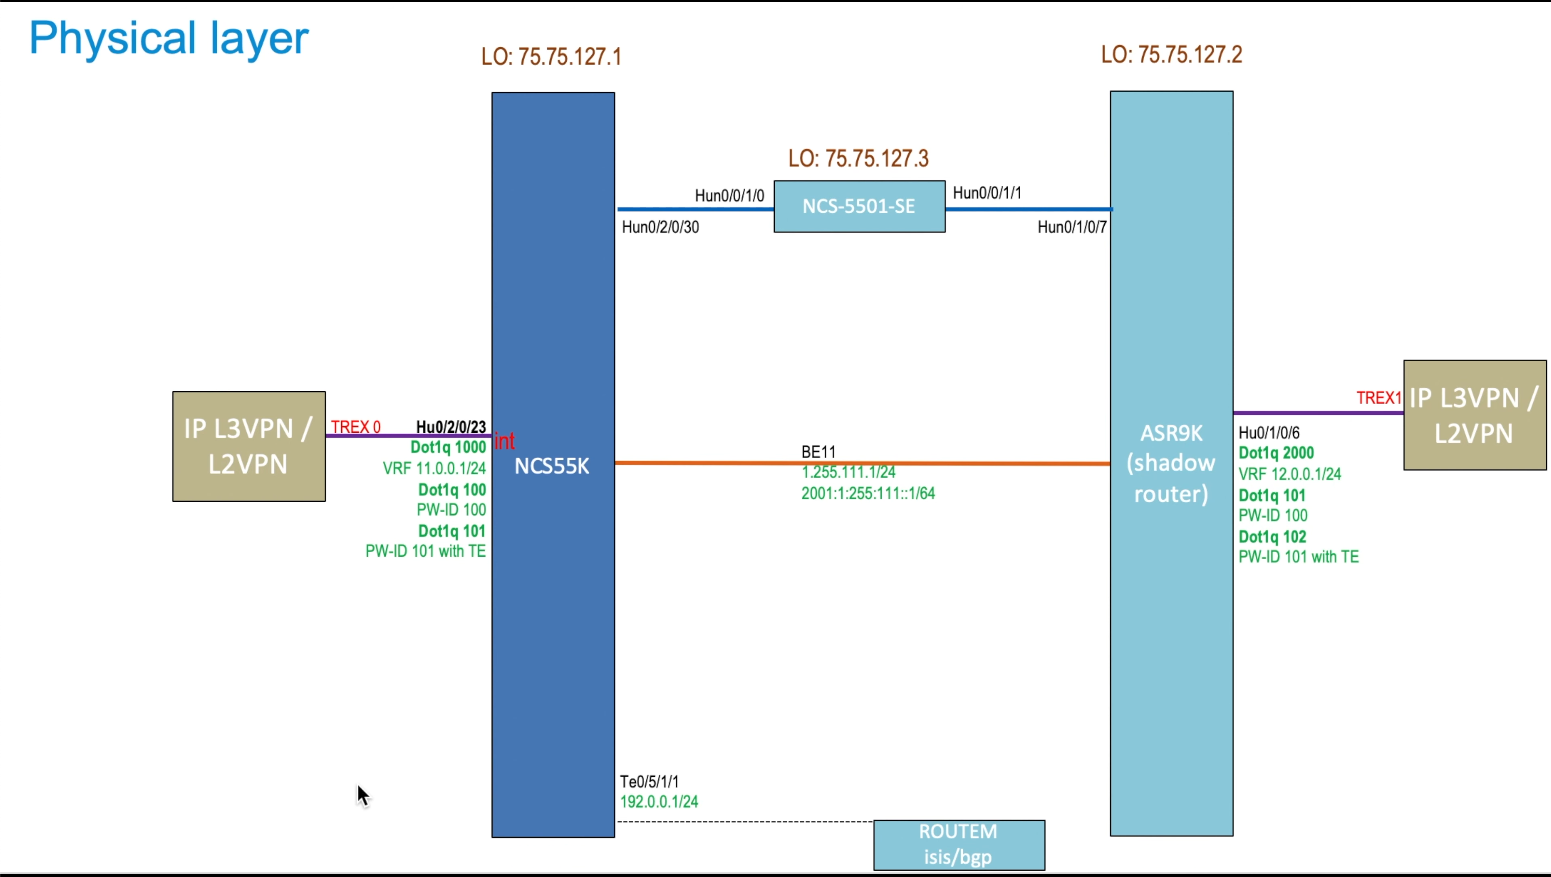 Physical layer
LO: 75.75.127.1
LO: 75.75.127.2
LO: 75.75.127.3
Hun0/0/1/0
NCS-5501-SE
Hun0/0/1/1
Hun0/2/0/30
Hun0/1/0/7
IP L3VPN /
L2VPN
TREX 0
Hu0/2/0/23
Dot1q 1000
VRF 11.0.0.1/24
Dot1q 100
PW-ID 100
Dot1q 101
PW-ID 101 with TE
int
NCS55K
BE11
1.255.111.1/24
2001:1:255:111::1/64
ASR9K
(shadow
router)
TREX1
IP L3VPN /
L2VPN
Hu0/1/0/6
Dot1q 2000
VRF 12.0.0.1/24
Dot1q 101
PW-ID 100
Dot1q 102
PW-ID 101 with TE
Te0/5/1/1
192.0.0.1/24
ROUTEM
isis/bgp